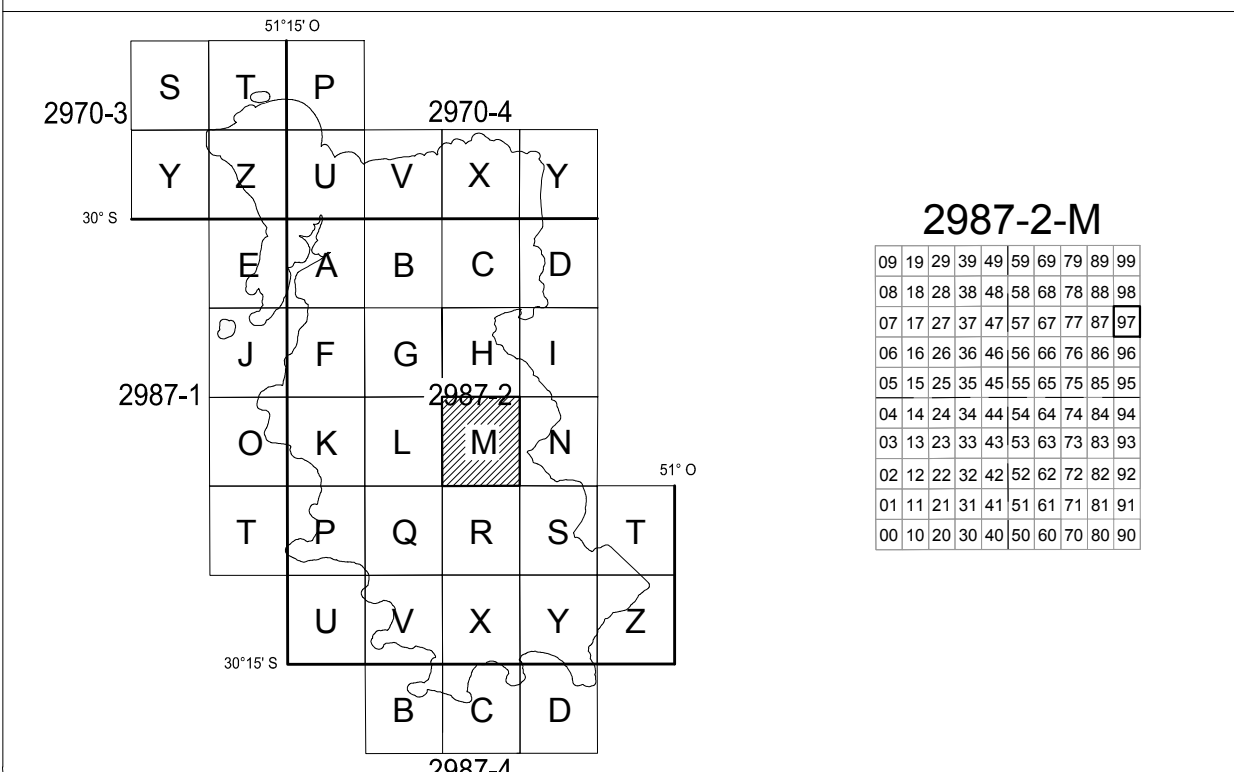 51°15' O
S T P
2970-3 2970-4
Y Z U V X Y
30° S
E A B C D
J F G H I
2987-1 2987-2
O K L M N
51° O
T P Q R S T
U V X Y Z
30°15' S
B C D
2987-4
2987-2-M
09 19 29 39 49 59 69 79 89 99
08 18 28 38 48 58 68 78 88 98
07 17 27 37 47 57 67 77 87 97
06 16 26 36 46 56 66 76 86 96
05 15 25 35 45 55 65 75 85 95
04 14 24 34 44 54 64 74 84 94
03 13 23 33 43 53 63 73 83 93
02 12 22 32 42 52 62 72 82 92
01 11 21 31 41 51 61 71 81 91
00 10 20 30 40 50 60 70 80 90